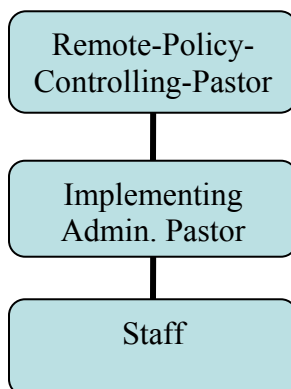 Remote-Policy-
Controlling-Pastor
Implementing
Admin. Pastor
Staff